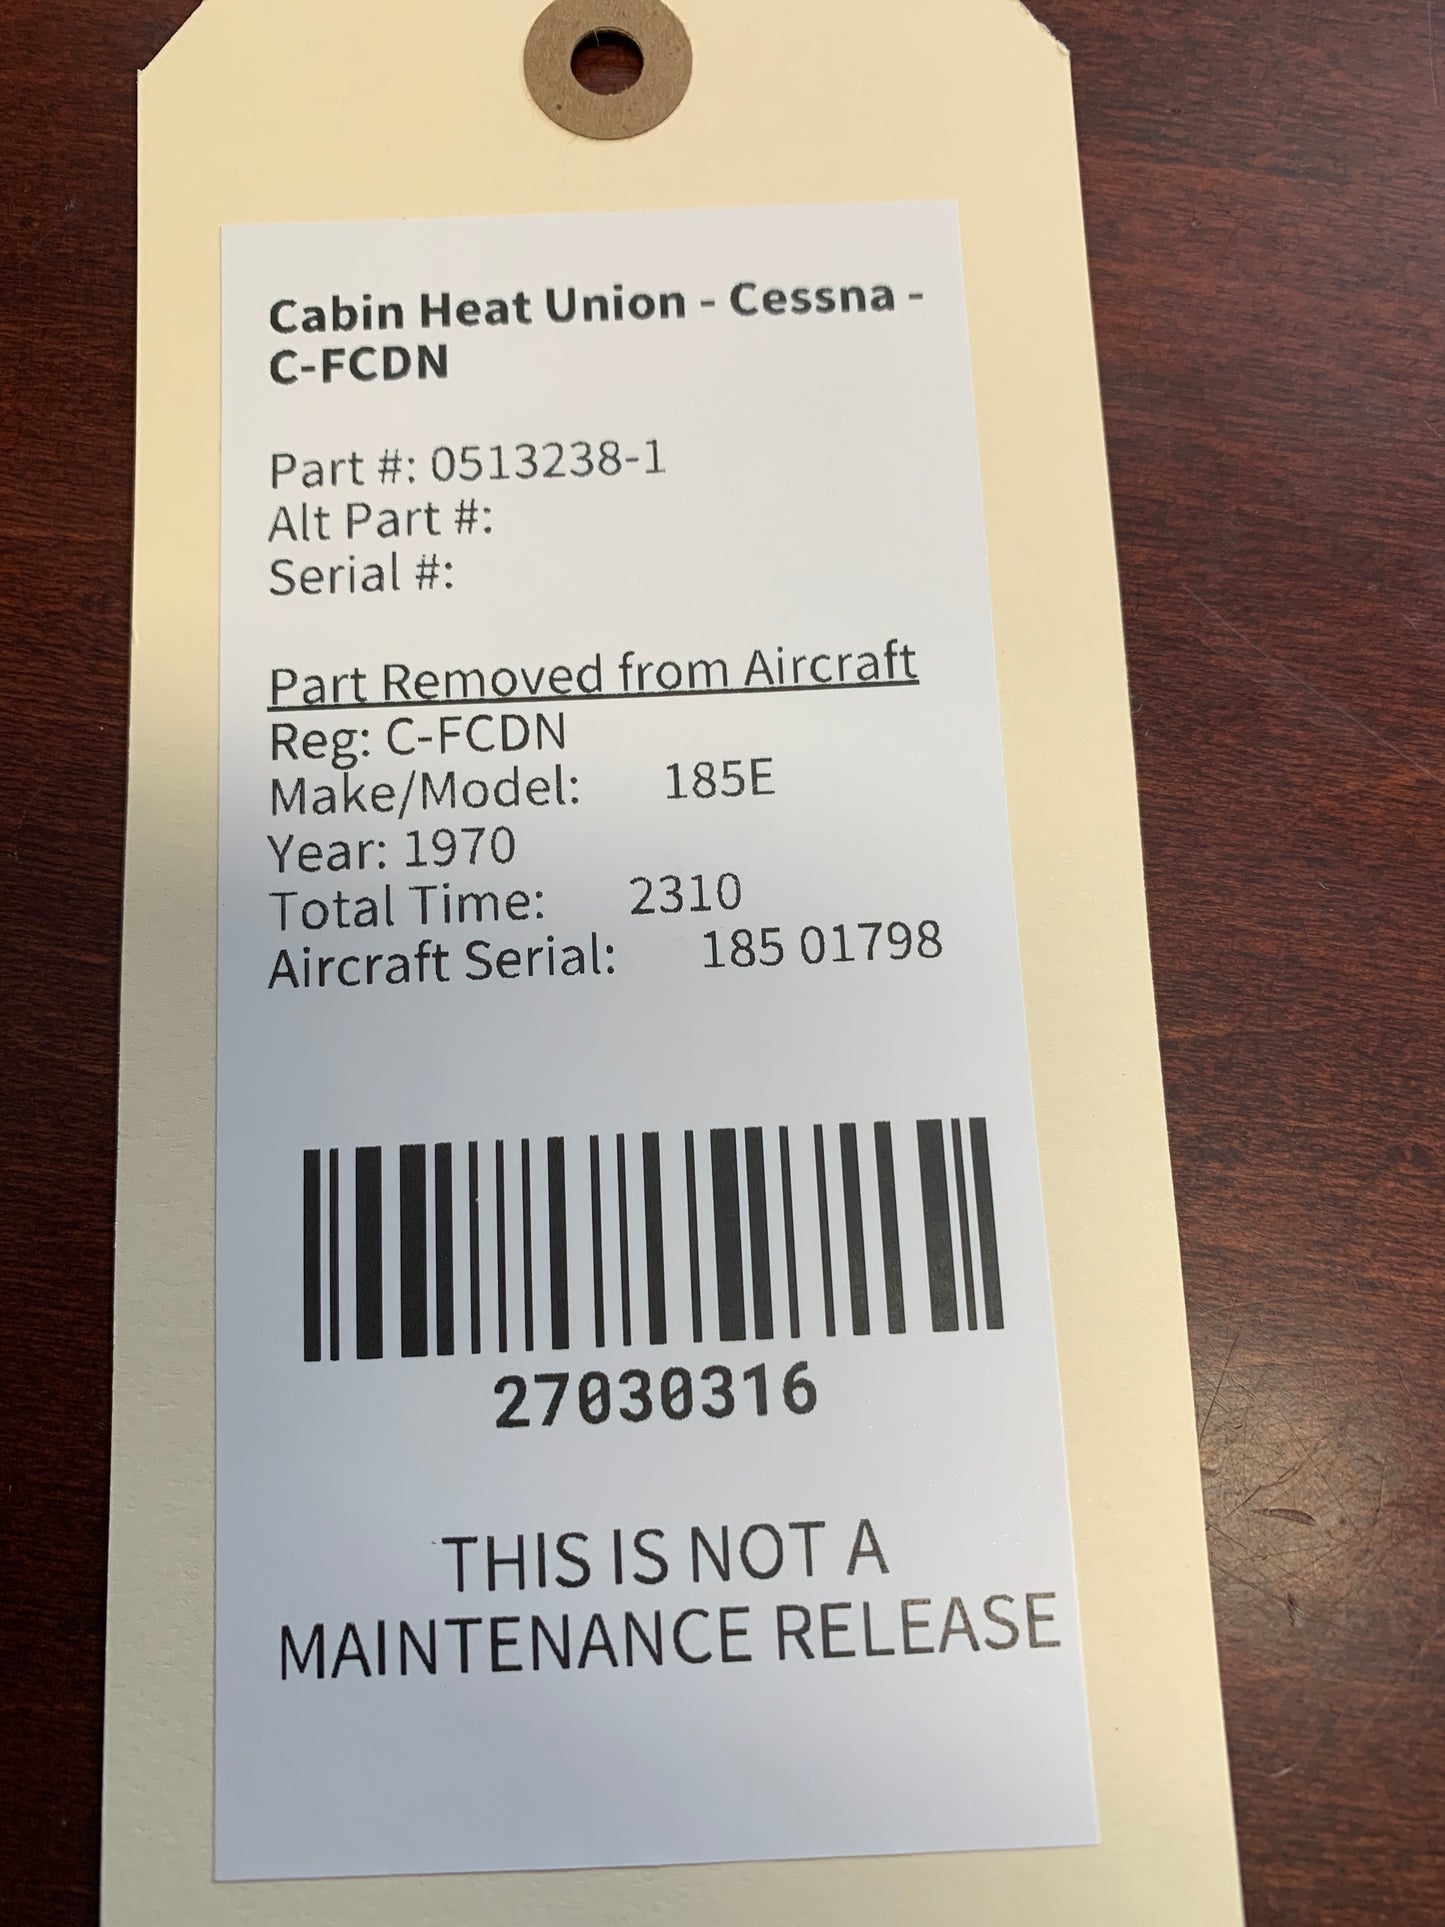 Cabin Heat Union - Cessna -
C-FCDN
Part #: 0513238-1
Alt Part #:
Serial #:
Part Removed from Aircraft
Reg: C-FCDN
Make/Model: 185E
Year: 1970
Total Time: 2310
Aircraft Serial: 185 01798
27030316
THIS IS NOT A
MAINTENANCE RELEASE